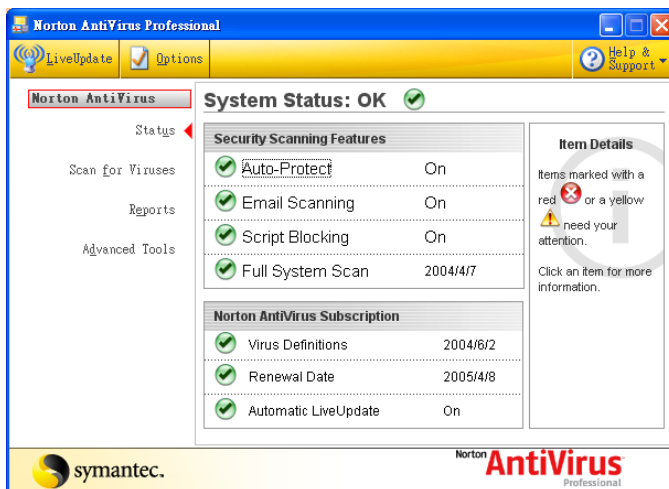 Norton AntiVirus Professional
LiveUpdate
Options
Help & Support
Norton AntiVirus
Status
Scan for Viruses
Reports
Advanced Tools
System Status: OK
Security Scanning Features
Auto-Protect On
Email Scanning On
Script Blocking On
Full System Scan 2004/4/7
Norton AntiVirus Subscription
Virus Definitions 2004/6/2
Renewal Date 2005/4/8
Automatic LiveUpdate On
Item Details
Items marked with a
red or a yellow
need your
attention.
Click an item for more
information.
symantec.
Norton AntiVirus
Professional